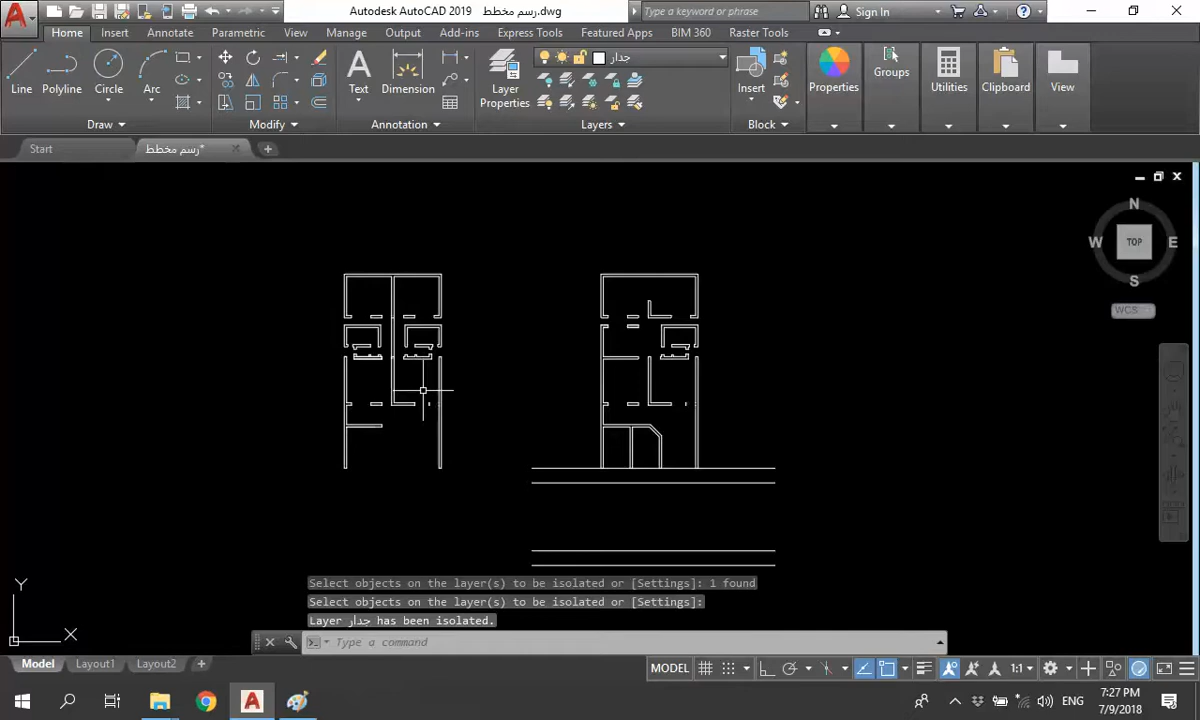 Autodesk AutoCAD 2019 رسم مخطط.dwg
Type a keyword or phrase
Sign In
Home Insert Annotate Parametric View Manage Output Add-ins Express Tools Featured Apps BIM 360 Raster Tools
جدار
Line Polyline Circle Arc Text Dimension Layer Properties Insert Properties Groups Utilities Clipboard View
Draw Modify Annotation Layers Block
Start رسم مخطط*
N
W TOP E
S
WCS
Y
X
Select objects on the layer(s) to be isolated or [Settings]: 1 found
Select objects on the layer(s) to be isolated or [Settings]:
Layer جدار has been isolated.
Type a command
Model Layout1 Layout2
MODEL 1:1
ENG
7:27 PM
7/9/2018